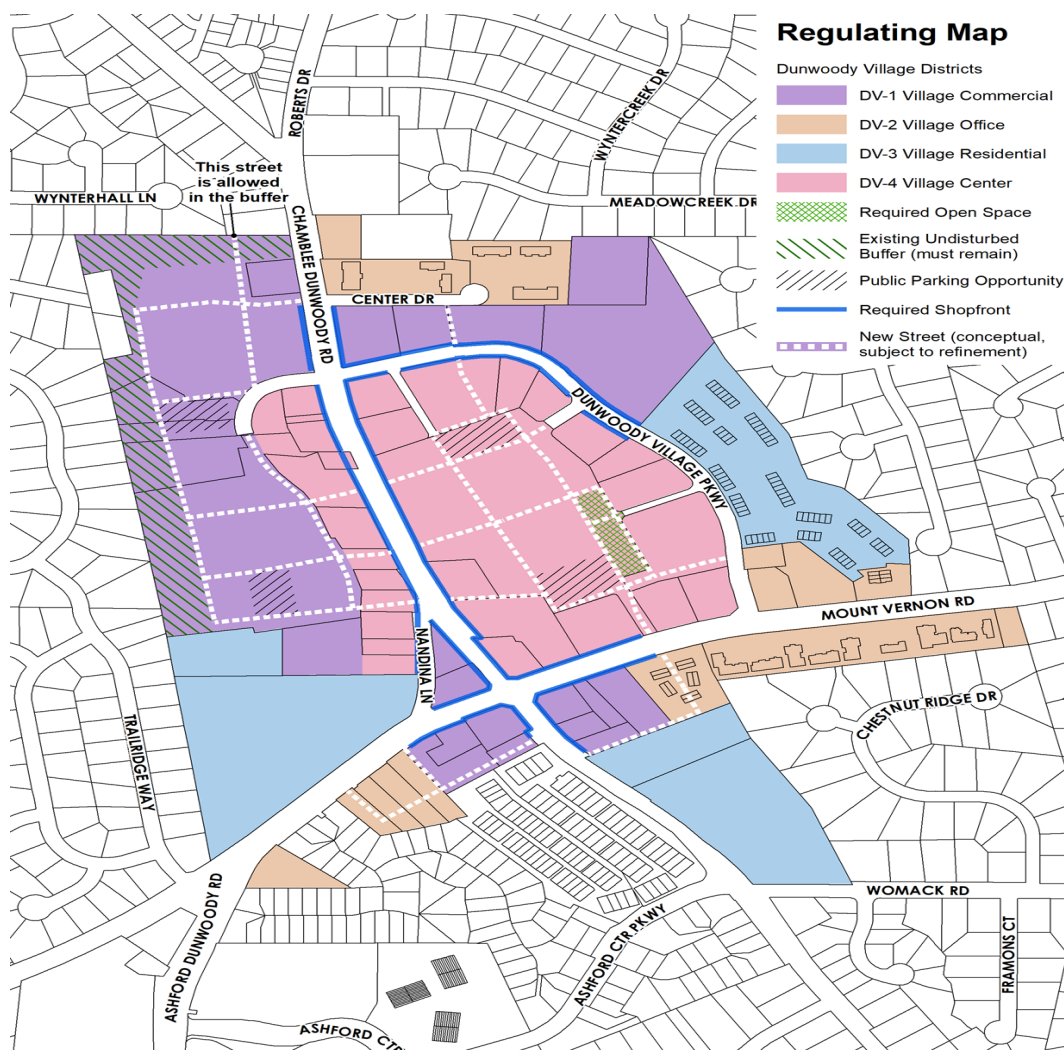 Regulating Map
Dunwoody Village Districts
DV-1 Village Commercial
DV-2 Village Office
DV-3 Village Residential
DV-4 Village Center
Required Open Space
Existing Undisturbed
Buffer (must remain)
Public Parking Opportunity
Required Shopfront
New Street (conceptual,
subject to refinement)
ROBERTS DR
WYNTERCREEK DR
This street
is allowed
in the buffer
WYNTERHALL LN
MEADOWCREEK DR
CHAMBLEE DUNWOODY RD
CENTER DR
DUNWOODY VILLAGE PKWY
MOUNT VERNON RD
NANDINA LN
CHESTNUT RIDGE DR
TRAILRIDGE WAY
WOMACK RD
ASHFORD DUNWOODY RD
ASHFORD CTR PKWY
FRAMONS CT
ASHFORD CTR